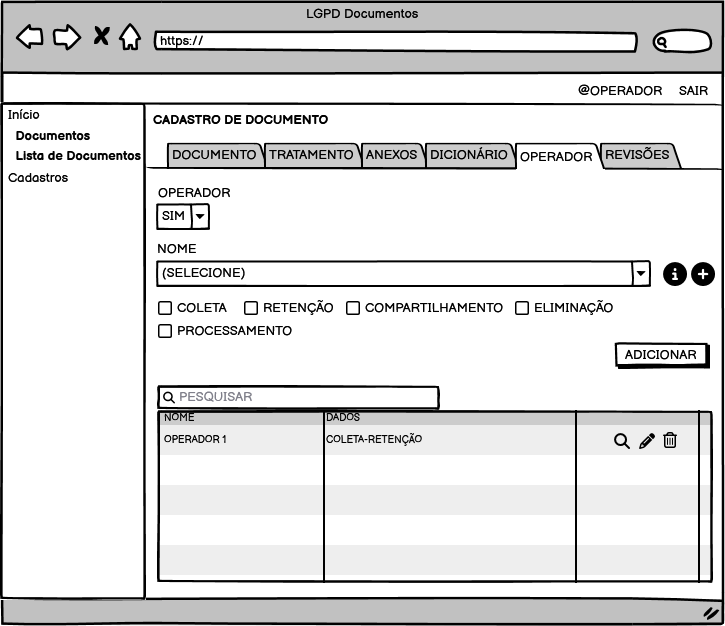 LGPD Documentos
https://
@OPERADOR SAIR
Início
Documentos
Lista de Documentos
Cadastros
CADASTRO DE DOCUMENTO
DOCUMENTO TRATAMENTO ANEXOS DICIONÁRIO OPERADOR REVISÕES
OPERADOR
SIM
NOME
(SELECIONE)
COLETA RETENÇÃO COMPARTILHAMENTO ELIMINAÇÃO
PROCESSAMENTO
ADICIONAR
PESQUISAR
NOME DADOS
OPERADOR 1 COLETA-RETENÇÃO